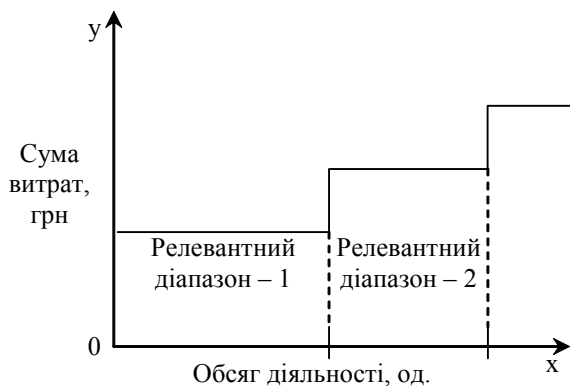 y
Сума
витрат,
грн
Релевантний
діапазон – 1
Релевантний
діапазон – 2
0
x
Обсяг діяльності, од.